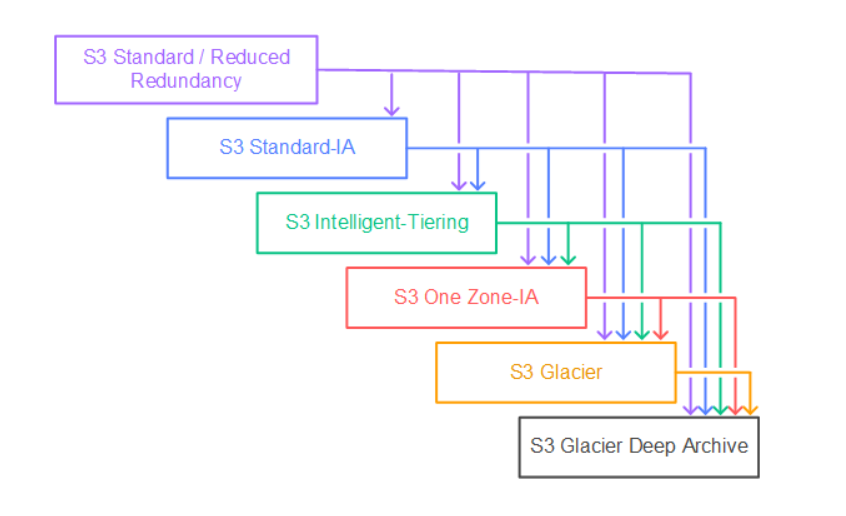 S3 Standard / Reduced
Redundancy
S3 Standard-IA
S3 Intelligent-Tiering
S3 One Zone-IA
S3 Glacier
S3 Glacier Deep Archive